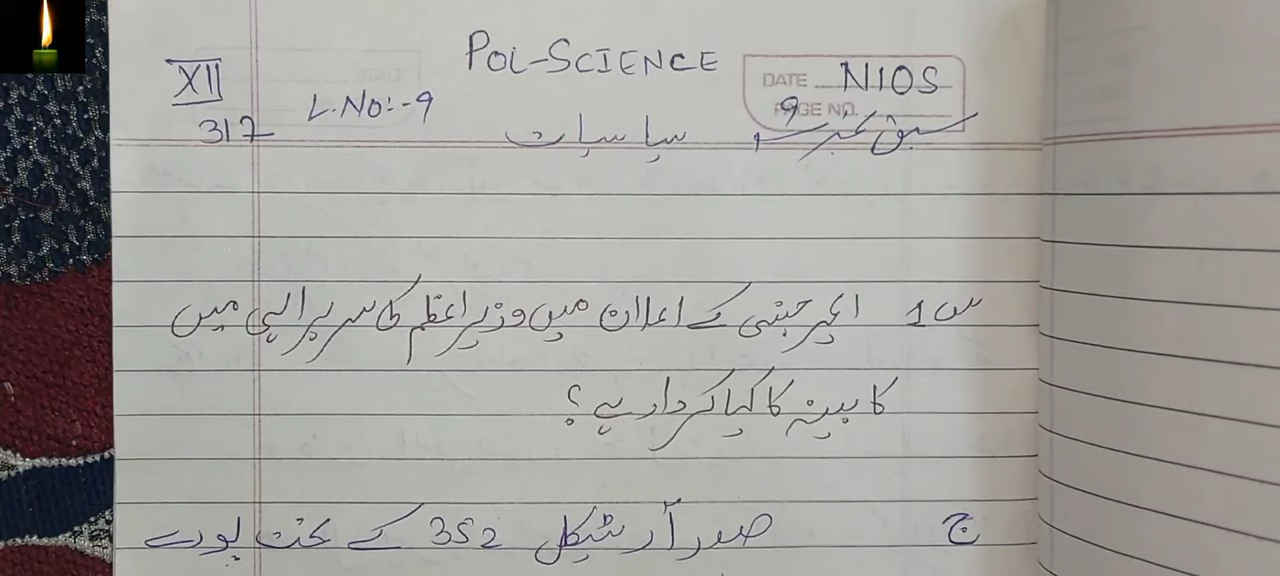 POL-SCIENCE
XII
317
L.No:-9
DATE NIOS
PAGE NO.
سبق نمبر 9
سیاسیات
س 1 ایمرجنسی کے اعلان میں وزیر اعظم کا سربراہی میں
کابینہ کا کیا کردار ہے؟
ج صدر آرٹیکل 352 کے تحت پورے